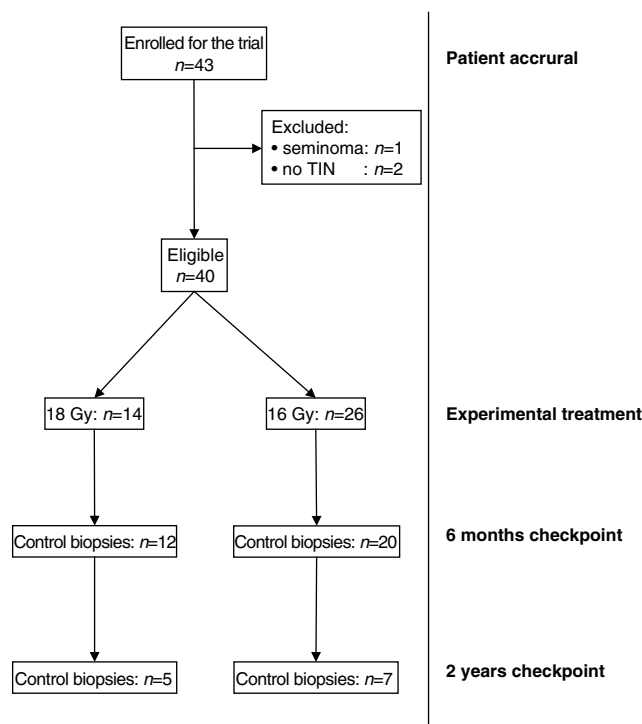 Enrolled for the trial
n=43
Patient accrural
Excluded:
• seminoma: n=1
• no TIN : n=2
Eligible
n=40
18 Gy: n=14
16 Gy: n=26
Experimental treatment
Control biopsies: n=12
Control biopsies: n=20
6 months checkpoint
Control biopsies: n=5
Control biopsies: n=7
2 years checkpoint